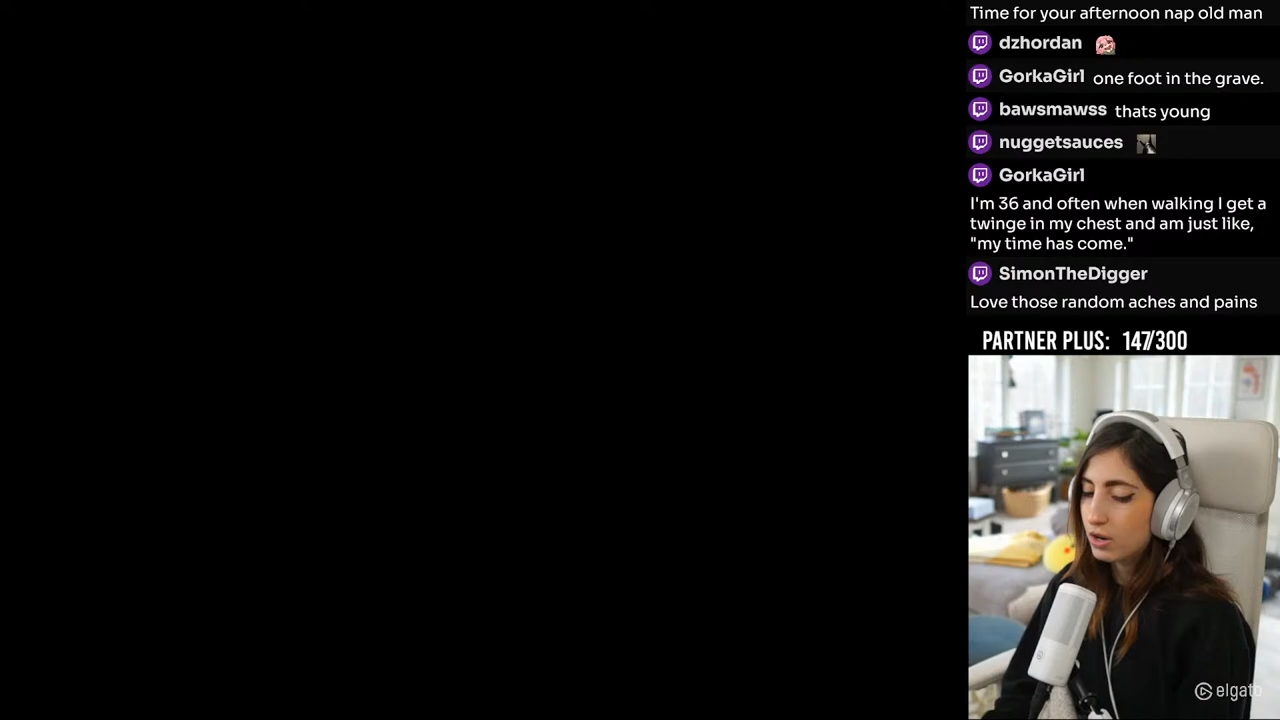 Time for your afternoon nap old man
dzhordan
GorkaGirl one foot in the grave.
bawsmawss thats young
nuggetsauces
GorkaGirl
I'm 36 and often when walking I get a
twinge in my chest and am just like,
"my time has come."
SimonTheDigger
Love those random aches and pains
PARTNER PLUS: 147/300
elgato